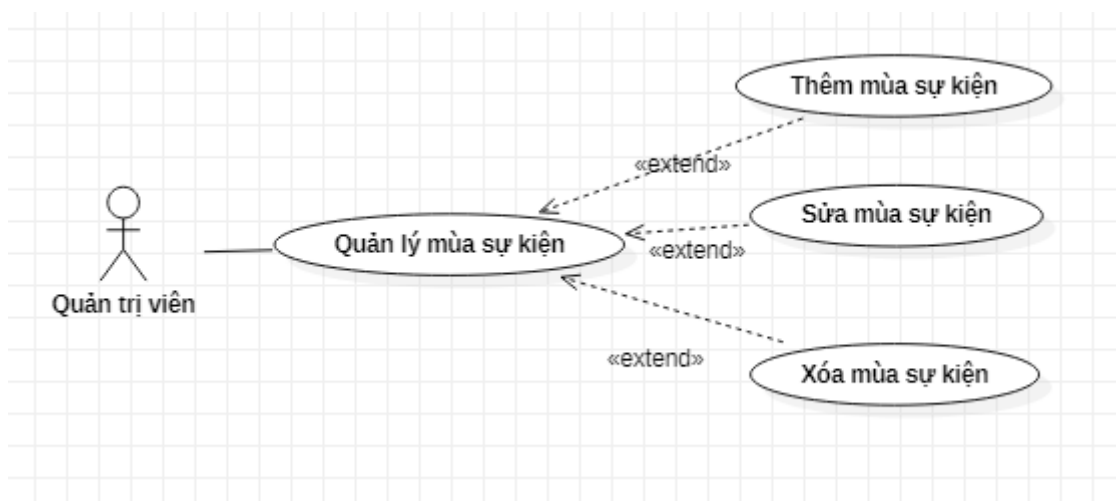 Thêm mùa sự kiện
«extend»
Sửa mùa sự kiện
Quản lý mùa sự kiện
«extend»
Quản trị viên
«extend»
Xóa mùa sự kiện